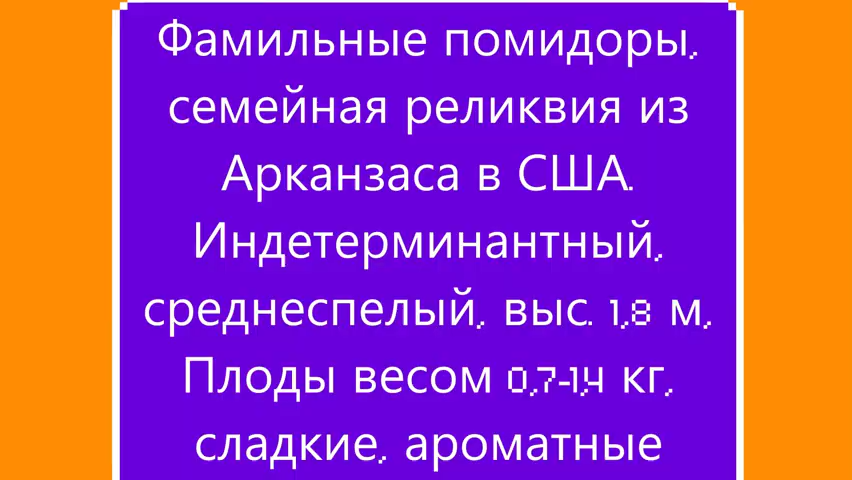 Фамильные помидоры,
семейная реликвия из
Арканзаса в США.
Индетерминантный,
среднеспелый, выс. 1,8 м.
Плоды весом 0,7-1,4 кг,
сладкие, ароматные